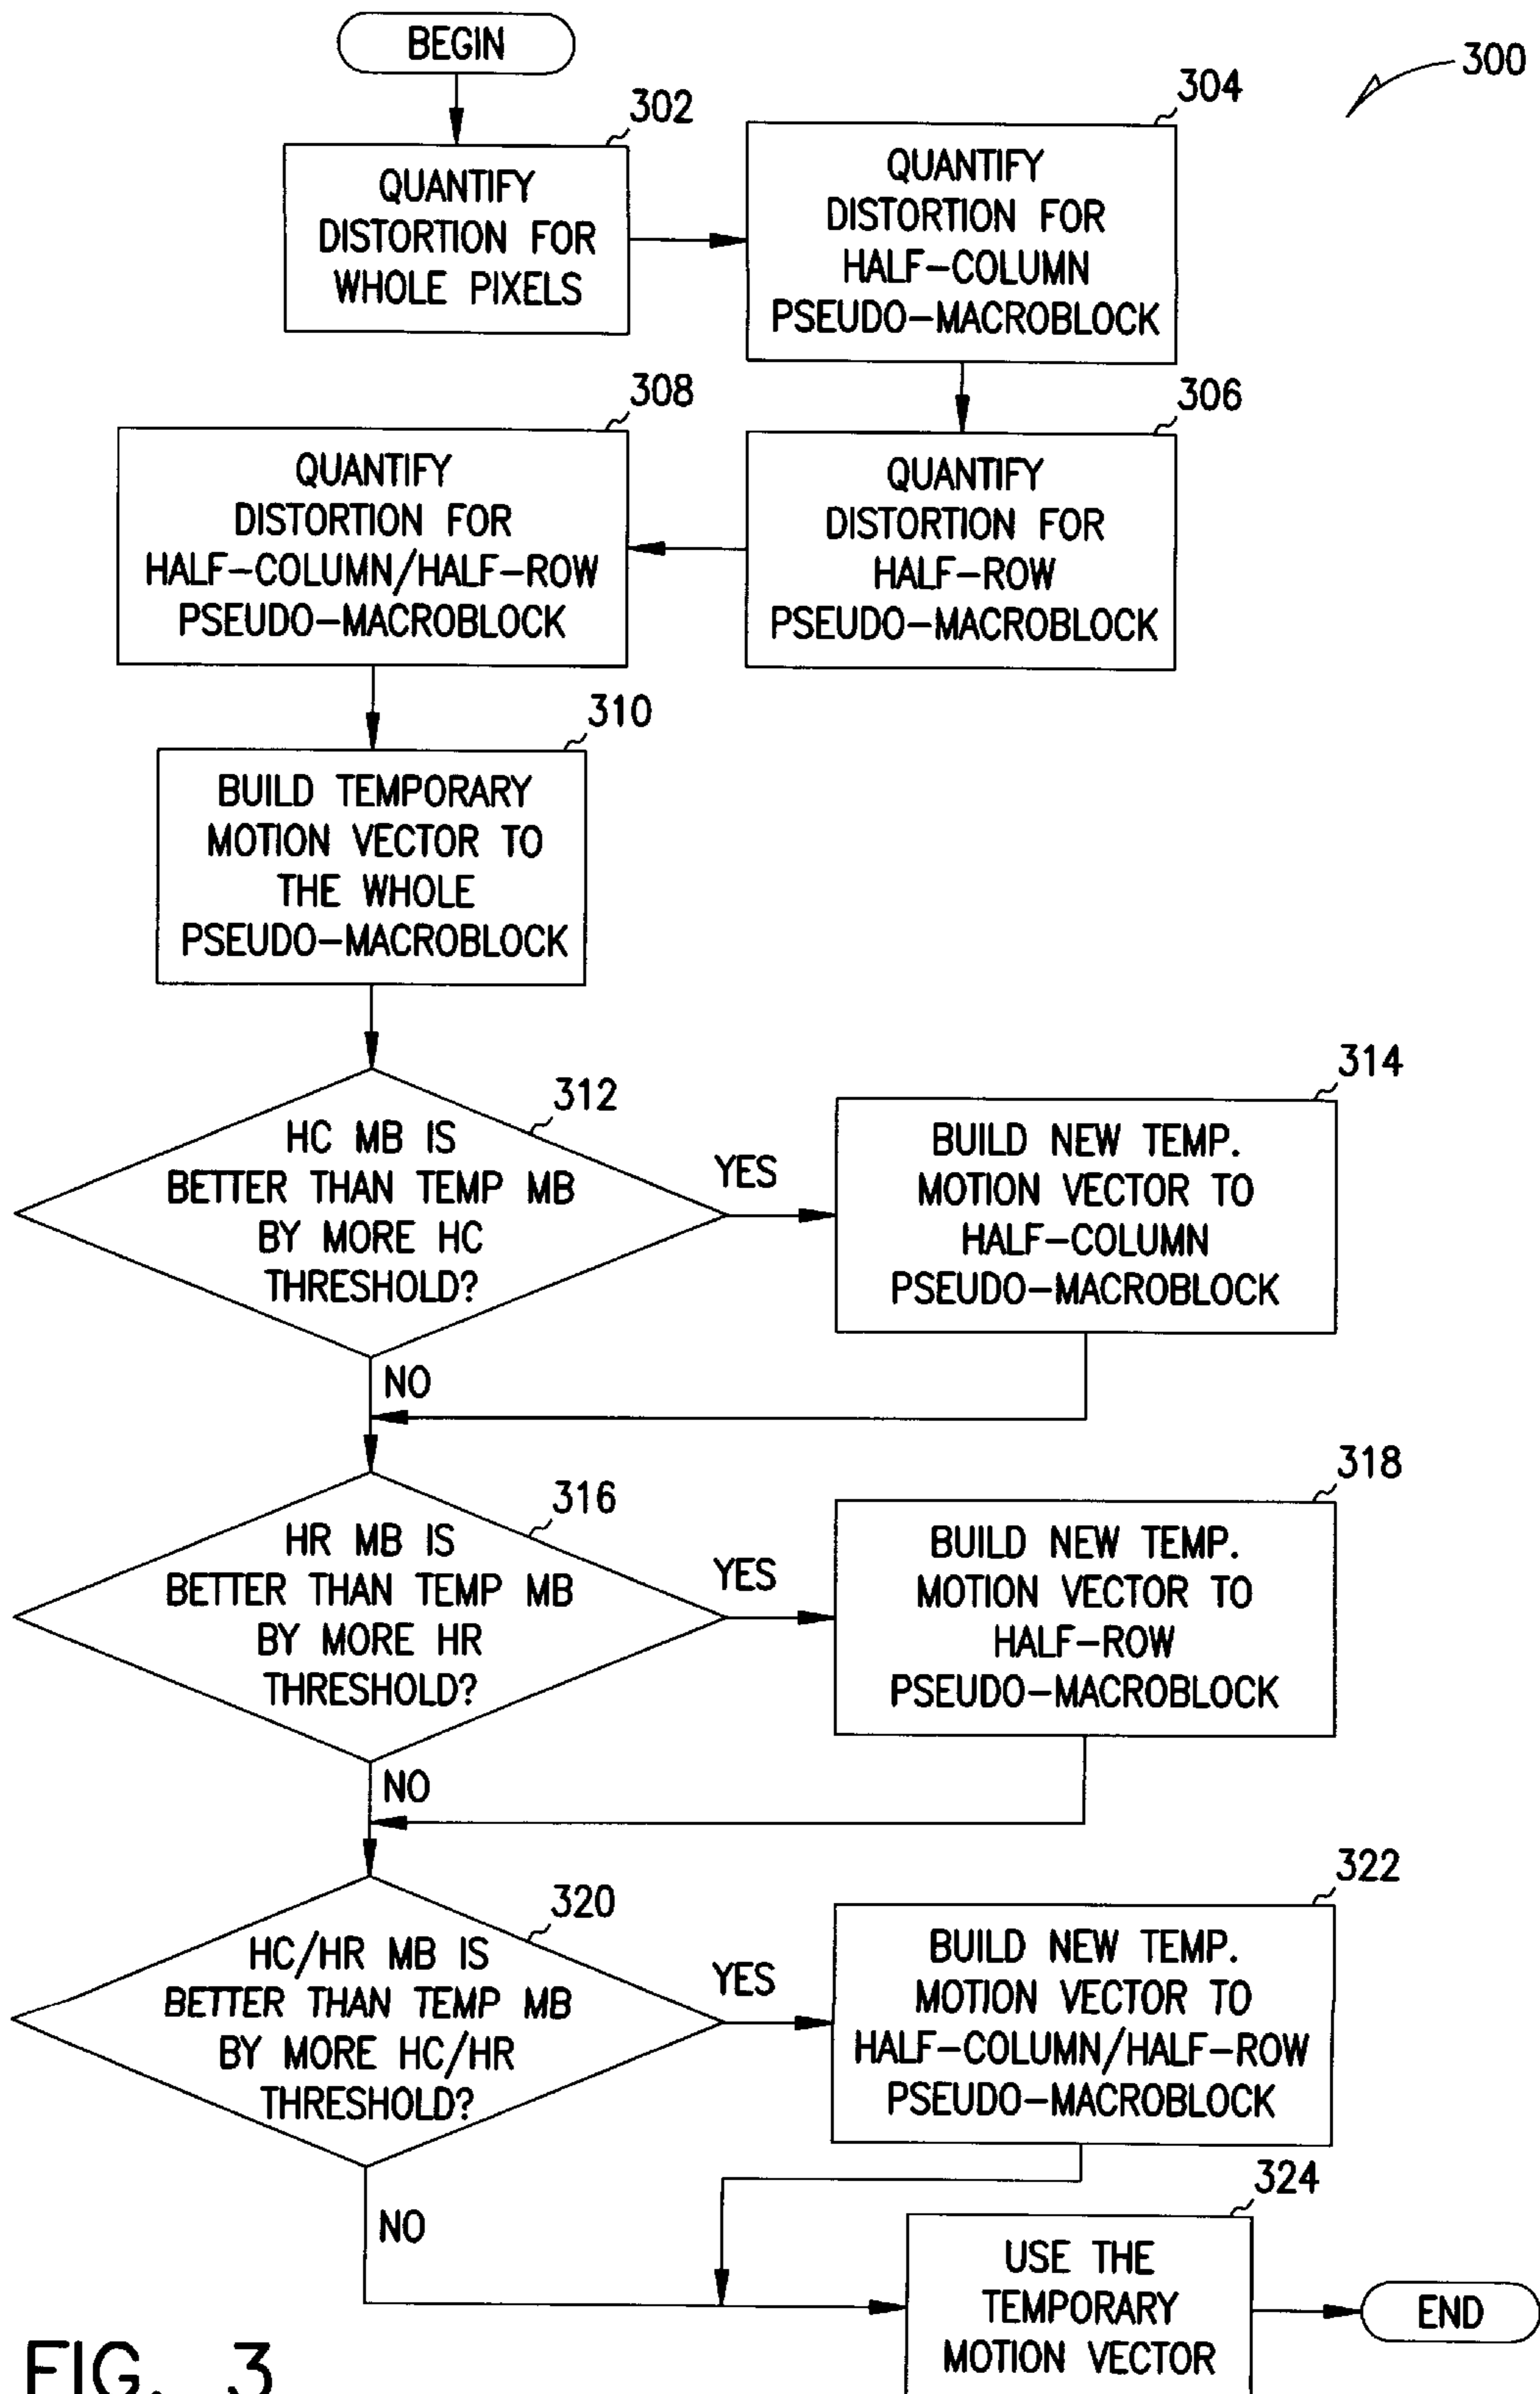 BEGIN
300
302
QUANTIFY
DISTORTION FOR
WHOLE PIXELS
304
QUANTIFY
DISTORTION FOR
HALF-COLUMN
PSEUDO-MACROBLOCK
306
QUANTIFY
DISTORTION FOR
HALF-ROW
PSEUDO-MACROBLOCK
308
QUANTIFY
DISTORTION FOR
HALF-COLUMN/HALF-ROW
PSEUDO-MACROBLOCK
310
BUILD TEMPORARY
MOTION VECTOR TO
THE WHOLE
PSEUDO-MACROBLOCK
312
HC MB IS
BETTER THAN TEMP MB
BY MORE HC
THRESHOLD?
YES
NO
314
BUILD NEW TEMP.
MOTION VECTOR TO
HALF-COLUMN
PSEUDO-MACROBLOCK
316
HR MB IS
BETTER THAN TEMP MB
BY MORE HR
THRESHOLD?
YES
NO
318
BUILD NEW TEMP.
MOTION VECTOR TO
HALF-ROW
PSEUDO-MACROBLOCK
320
HC/HR MB IS
BETTER THAN TEMP MB
BY MORE HC/HR
THRESHOLD?
YES
NO
322
BUILD NEW TEMP.
MOTION VECTOR TO
HALF-COLUMN/HALF-ROW
PSEUDO-MACROBLOCK
324
USE THE
TEMPORARY
MOTION VECTOR
END
FIG. 3